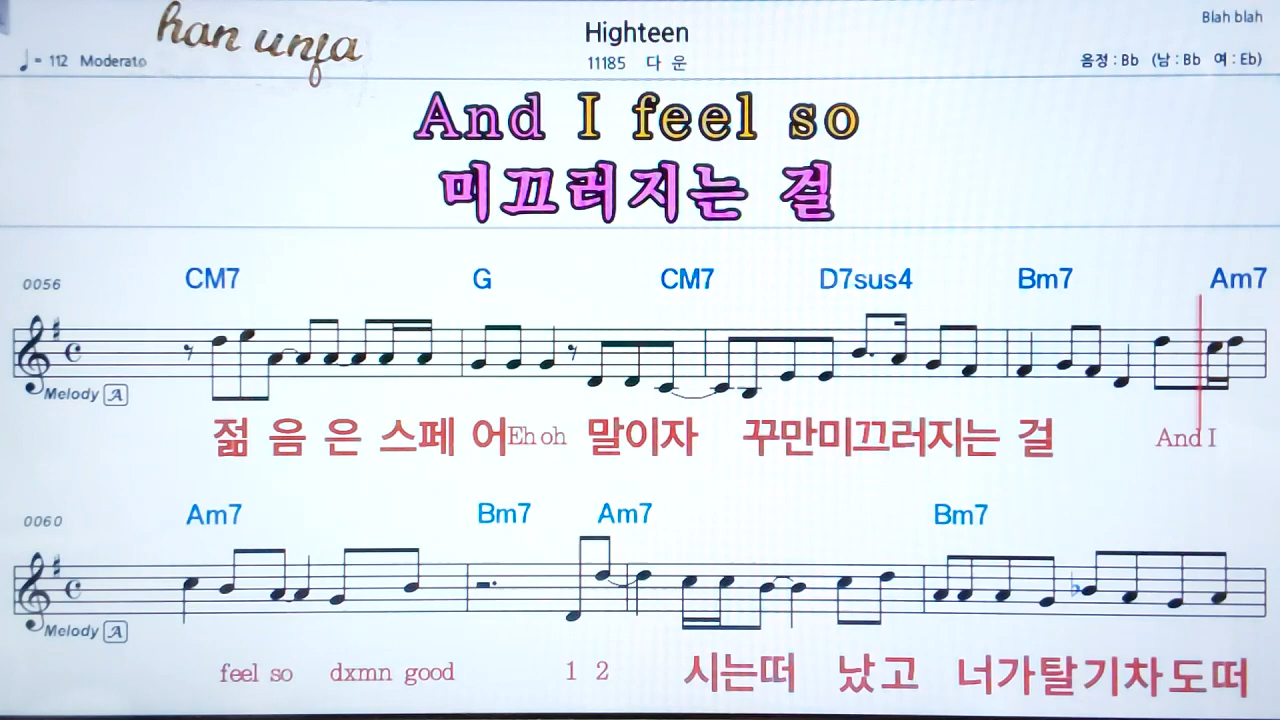 Blah blah
han unfa
Highteen
♩ = 112 Moderato
11185 다 운
음정 : Bb (남 : Bb 여 : Eb)
And I feel so
미끄러지는 걸
0056 CM7 G CM7 D7sus4 Bm7 Am7
Melody A
젊 음 은 스페 어 Eh oh 말이자 꾸만미끄러지는 걸 And I
0060 Am7 Bm7 Am7 Bm7
Melody A
feel so dxmn good 1 2 시는떠 났고 너가탈기차도떠